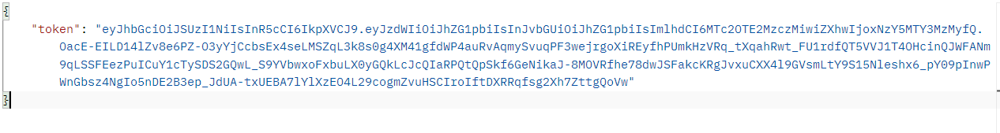 {
"token": "eyJhbGciOiJSUzI1NiIsInR5cCI6IkpXVCJ9.eyJzdWIiOiJhZG1pbiIsInJvbGUiOiJhZG1pbiIsImlhdCI6MTc2OTE2MzczMiwiZXhwIjoxNzY5MTY3MzMyfQ.
OacE-EILD14lZv8e6PZ-O3yYjCcbsEx4seLMSZqL3k8s0g4XM41gfdWP4auRvAqmySvuqPF3wejrgoXiREyfhPUmkHzVRq_tXqahRwt_FU1rdfQT5VVJ1T4OHcinQJWFANm
9qLSSFEezPuICuY1cTySDS2GQwL_S9YVbwxoFxbuLX0yGQkLcJcQIaRPQtQpSkf6GeNikaJ-8MOVRfhe78dwJSFakcKRgJvxuCXX4l9GVsmLtY9S15Nleshx6_pY09pInwP
WnGbsz4NgIo5nDE2B3ep_JdUA-txUEBA7lYlXzEO4L29cogmZvuHSCIroIftDXRRqfsg2Xh7ZttgQoVw"
}